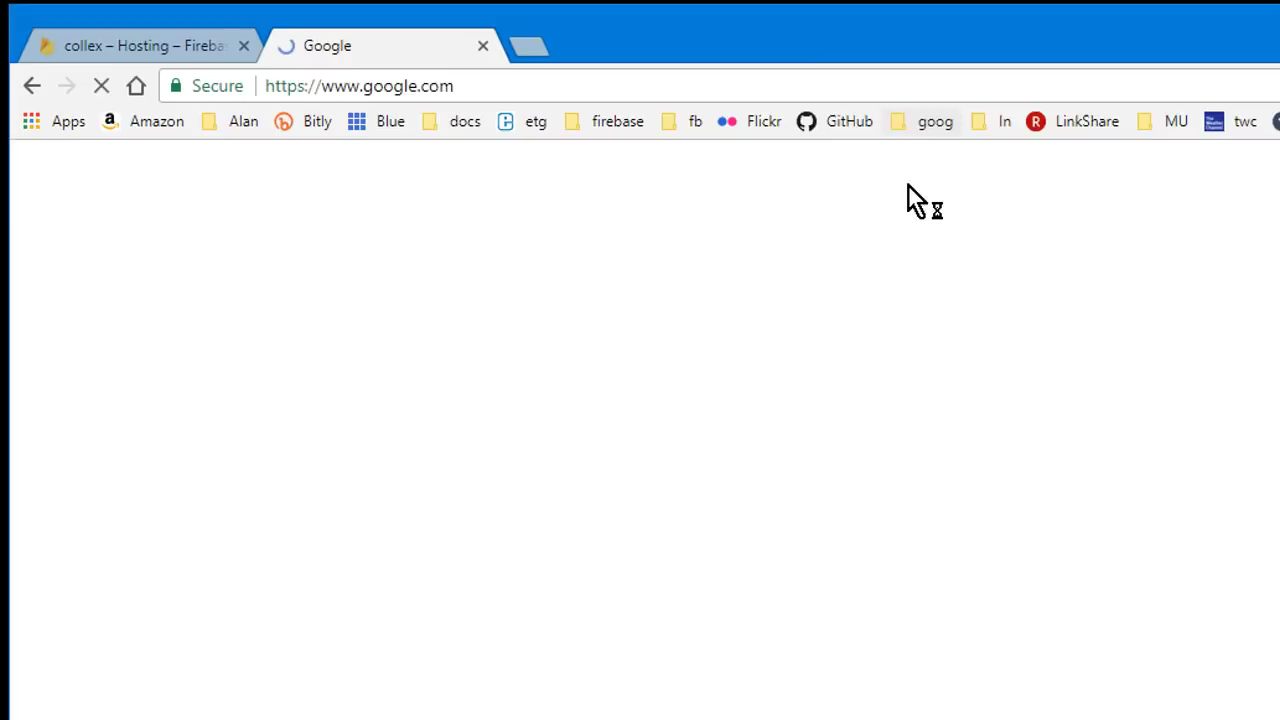 collex – Hosting – Fireba
Google
Secure https://www.google.com
Apps Amazon Alan Bitly Blue docs etg firebase fb Flickr GitHub goog In LinkShare MU twc